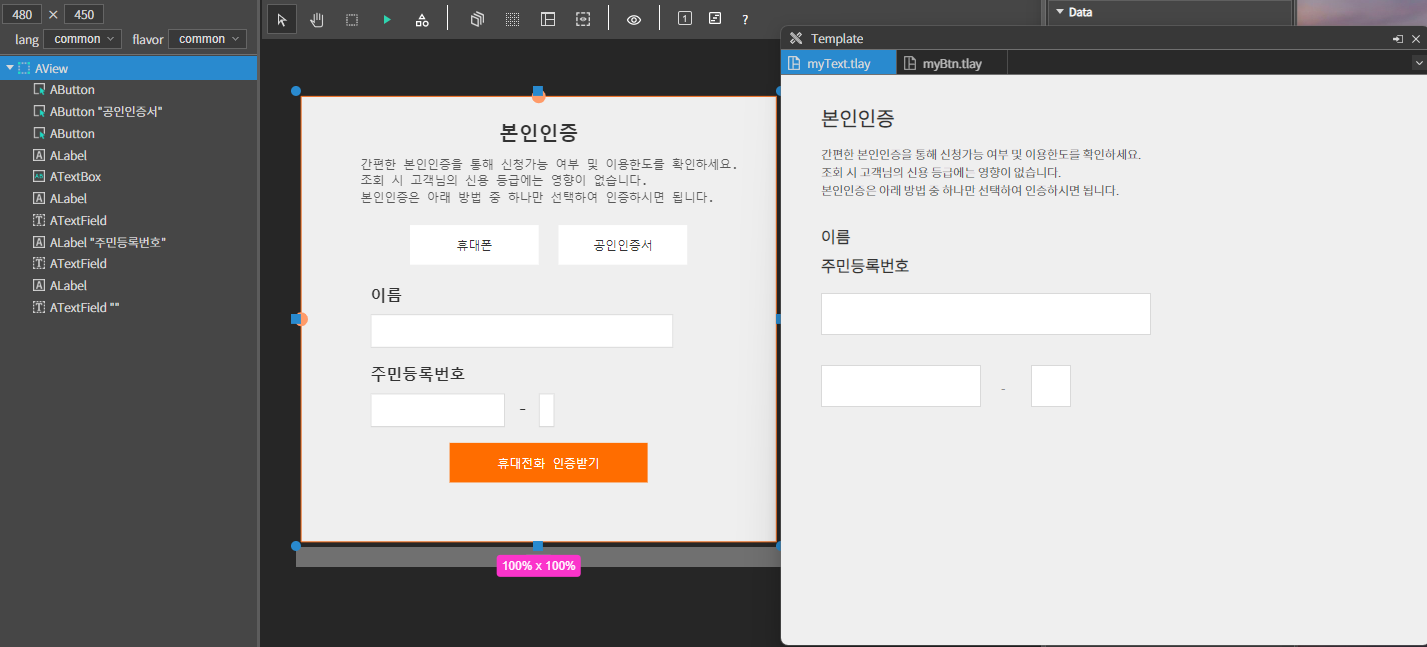 480 × 450
lang common flavor common
AView
AButton
AButton "공인인증서"
AButton
ALabel
ATextBox
ALabel
ATextField
ALabel "주민등록번호"
ATextField
ALabel
ATextField ""
1 ?
본인인증
간편한 본인인증을 통해 신청가능 여부 및 이용한도를 확인하세요.
조회 시 고객님의 신용 등급에는 영향이 없습니다.
본인인증은 아래 방법 중 하나만 선택하여 인증하시면 됩니다.
휴대폰 공인인증서
이름
주민등록번호
-
휴대전화 인증받기
100% x 100%
Data
Template
myText.tlay myBtn.tlay
본인인증
간편한 본인인증을 통해 신청가능 여부 및 이용한도를 확인하세요.
조회 시 고객님의 신용 등급에는 영향이 없습니다.
본인인증은 아래 방법 중 하나만 선택하여 인증하시면 됩니다.
이름
주민등록번호
-